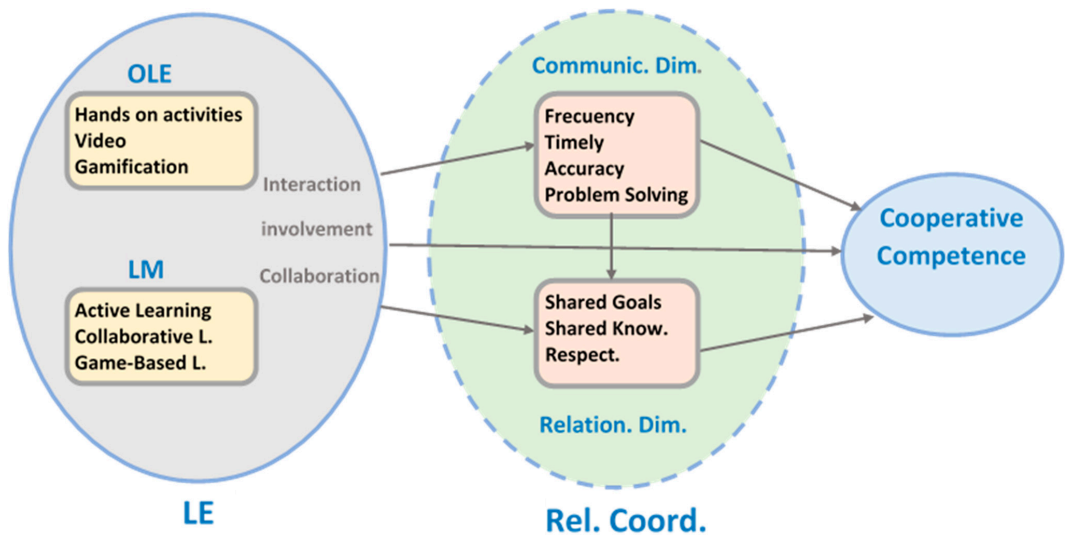 OLE
Hands on activities
Video
Gamification
Interaction
involvement
Collaboration
LM
Active Learning
Collaborative L.
Game-Based L.
LE
Communic. Dim.
Frecuency
Timely
Accuracy
Problem Solving
Shared Goals
Shared Know.
Respect.
Relation. Dim.
Rel. Coord.
Cooperative
Competence